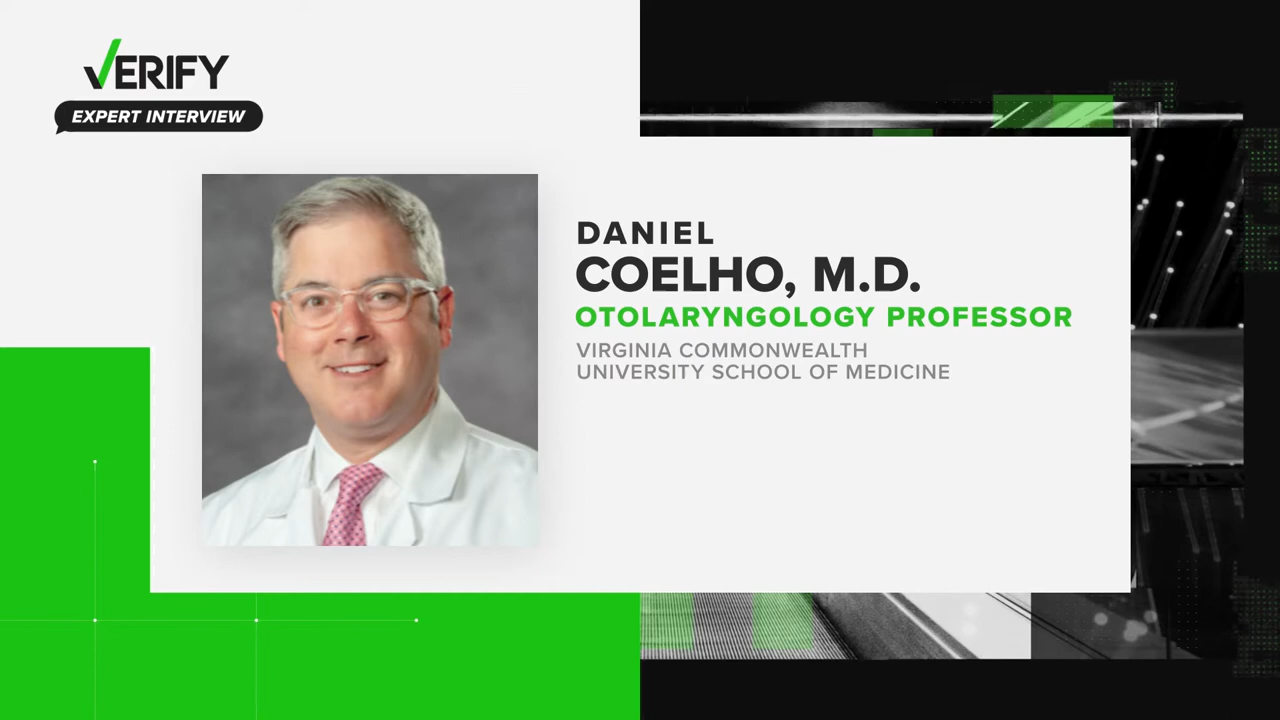 VERIFY
EXPERT INTERVIEW
DANIEL
COELHO, M.D.
OTOLARYNGOLOGY PROFESSOR
VIRGINIA COMMONWEALTH
UNIVERSITY SCHOOL OF MEDICINE